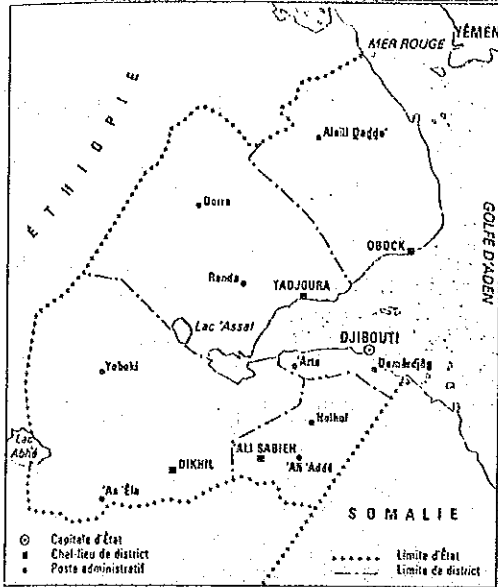 YÉMEN
MER ROUGE
ÉTHIOPIE
Alaïli Dadda'
Dorra
OBOCK
GOLFE D'ADEN
Randa
TADJOURA
Lac 'Assal
DJIBOUTI
'Arta
Damêrdjôg
Yoboki
Holhol
Lac
Abhé
ALI SABIEH
DIKHIL
'Ali 'Addé
'As 'Êla
SOMALIE
Capitale d'État
Chef-lieu de district
Poste administratif
Limite d'État
Limite de district